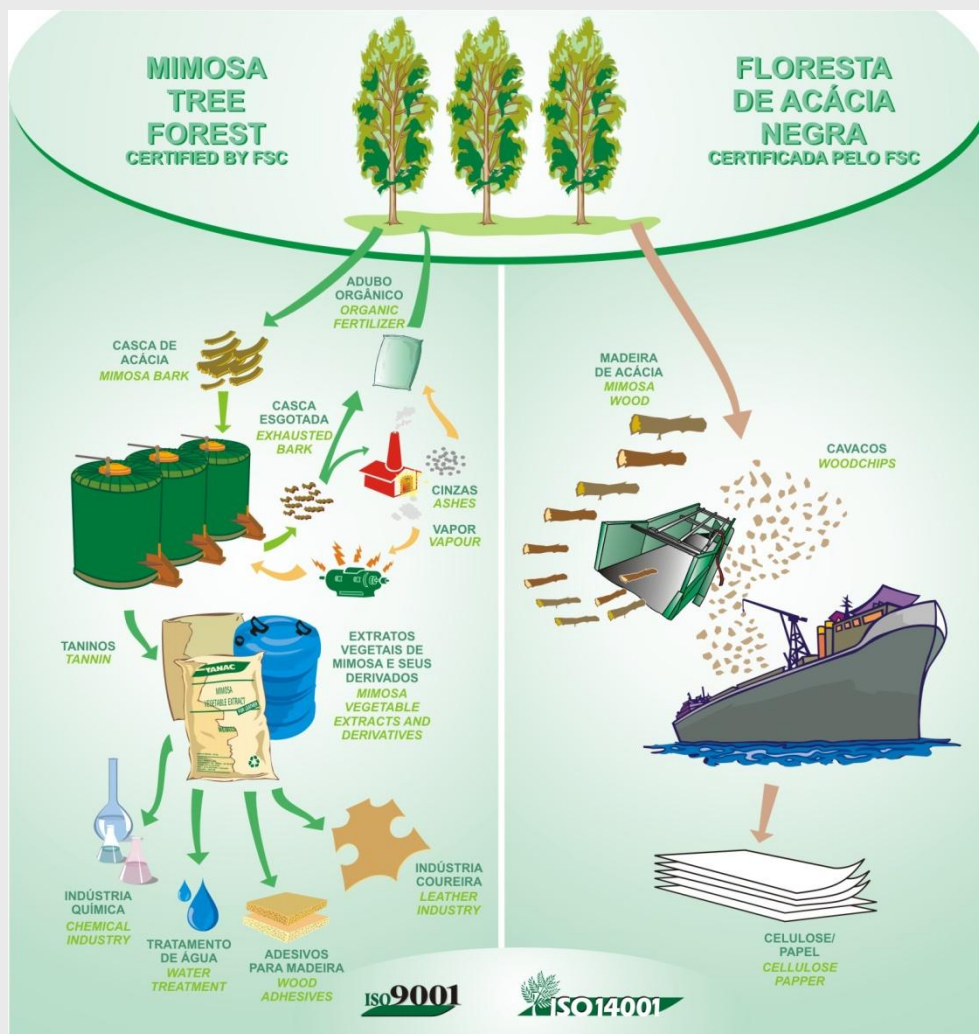 MIMOSA
TREE
FOREST
CERTIFIED BY FSC
FLORESTA
DE ACÁCIA
NEGRA
CERTIFICADA PELO FSC
ADUBO
ORGÂNICO
ORGANIC
FERTILIZER
CASCA DE
ACÁCIA
MIMOSA BARK
CASCA
ESGOTADA
EXHAUSTED
BARK
CINZAS
ASHES
VAPOR
VAPOUR
TANINOS
TANNIN
TANAC
MIMOSA
VEGETABLE EXTRACT
EXTRATOS
VEGETAIS DE
MIMOSA E SEUS
DERIVADOS
MIMOSA
VEGETABLE
EXTRACTS AND
DERIVATIVES
INDÚSTRIA
QUÍMICA
CHEMICAL
INDUSTRY
TRATAMENTO
DE ÁGUA
WATER
TREATMENT
ADESIVOS
PARA MADEIRA
WOOD
ADHESIVES
INDÚSTRIA
COUREIRA
LEATHER
INDUSTRY
MADEIRA
DE ACÁCIA
MIMOSA
WOOD
CAVACOS
WOODCHIPS
CELULOSE/
PAPEL
CELLULOSE
PAPPER
ISO9001
ISO14001